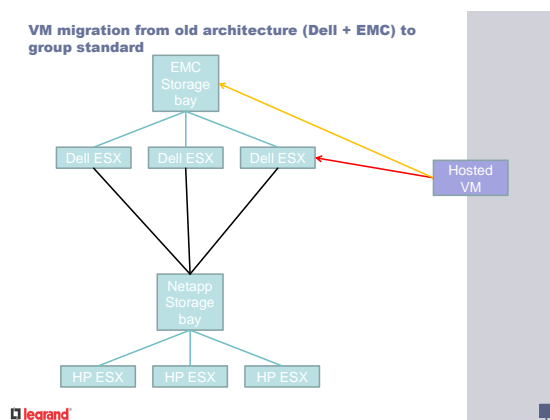 VM migration from old architecture (Dell + EMC) to
group standard
EMC
Storage
bay
Dell ESX
Dell ESX
Dell ESX
Hosted
VM
Netapp
Storage
bay
HP ESX
HP ESX
HP ESX
legrand